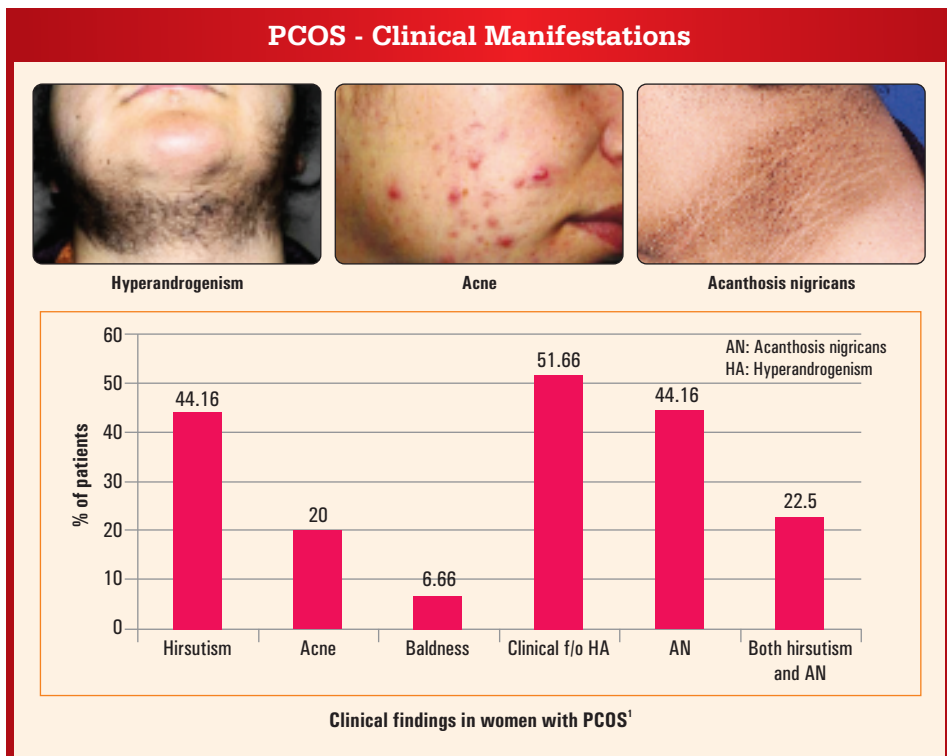 PCOS - Clinical Manifestations
Hyperandrogenism
Acne
Acanthosis nigricans
AN: Acanthosis nigricans
HA: Hyperandrogenism
% of patients
60
50
40
30
20
10
0
44.16
20
6.66
51.66
44.16
22.5
Hirsutism
Acne
Baldness
Clinical f/o HA
AN
Both hirsutism
and AN
Clinical findings in women with PCOS¹